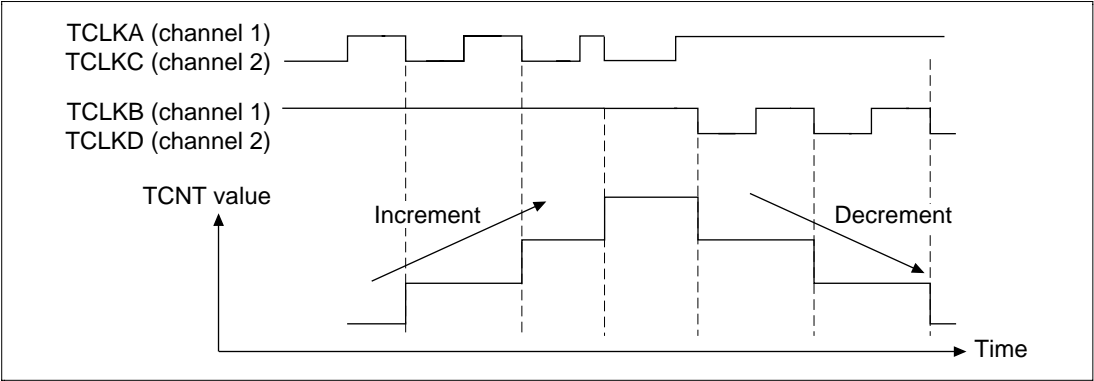 TCLKA (channel 1)
TCLKC (channel 2)
TCLKB (channel 1)
TCLKD (channel 2)
TCNT value
Increment
Decrement
Time